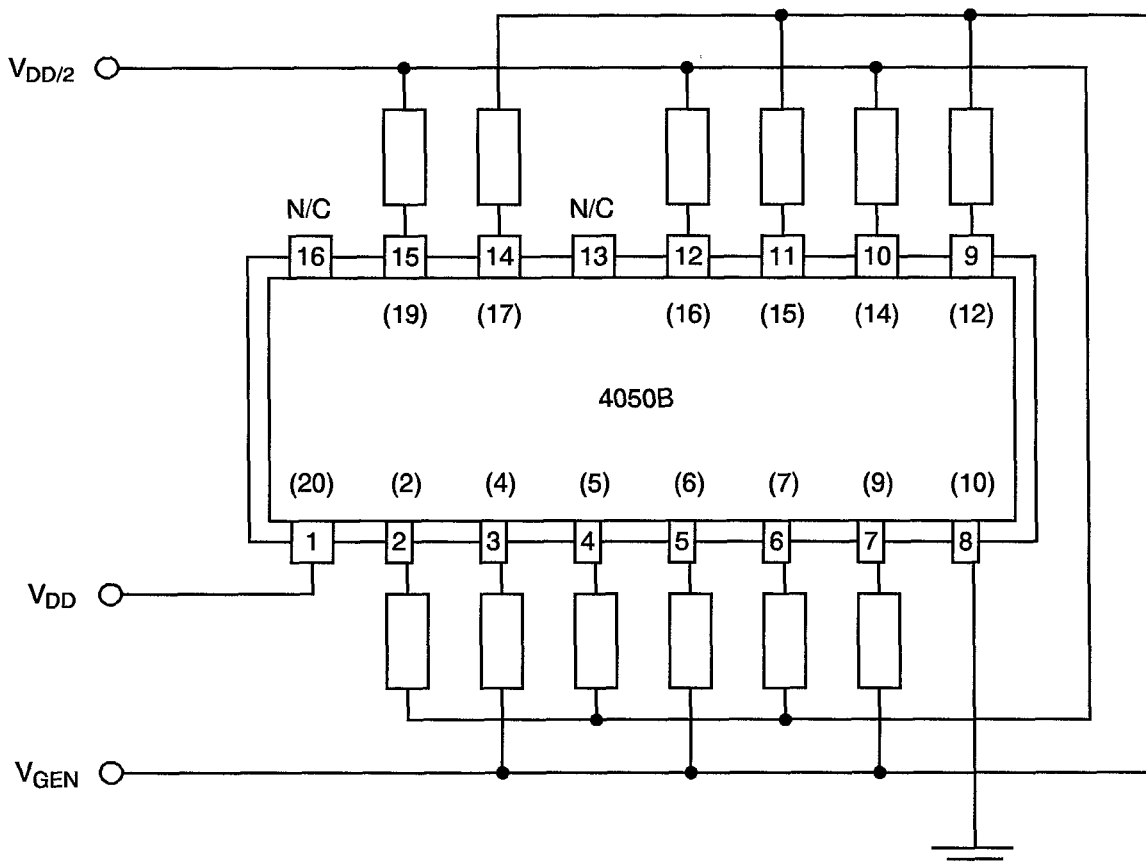 V_DD/2
N/C N/C
16 15 14 13 12 11 10 9
(19) (17) (16) (15) (14) (12)
4050B
(20) (2) (4) (5) (6) (7) (9) (10)
1 2 3 4 5 6 7 8
V_DD
V_GEN